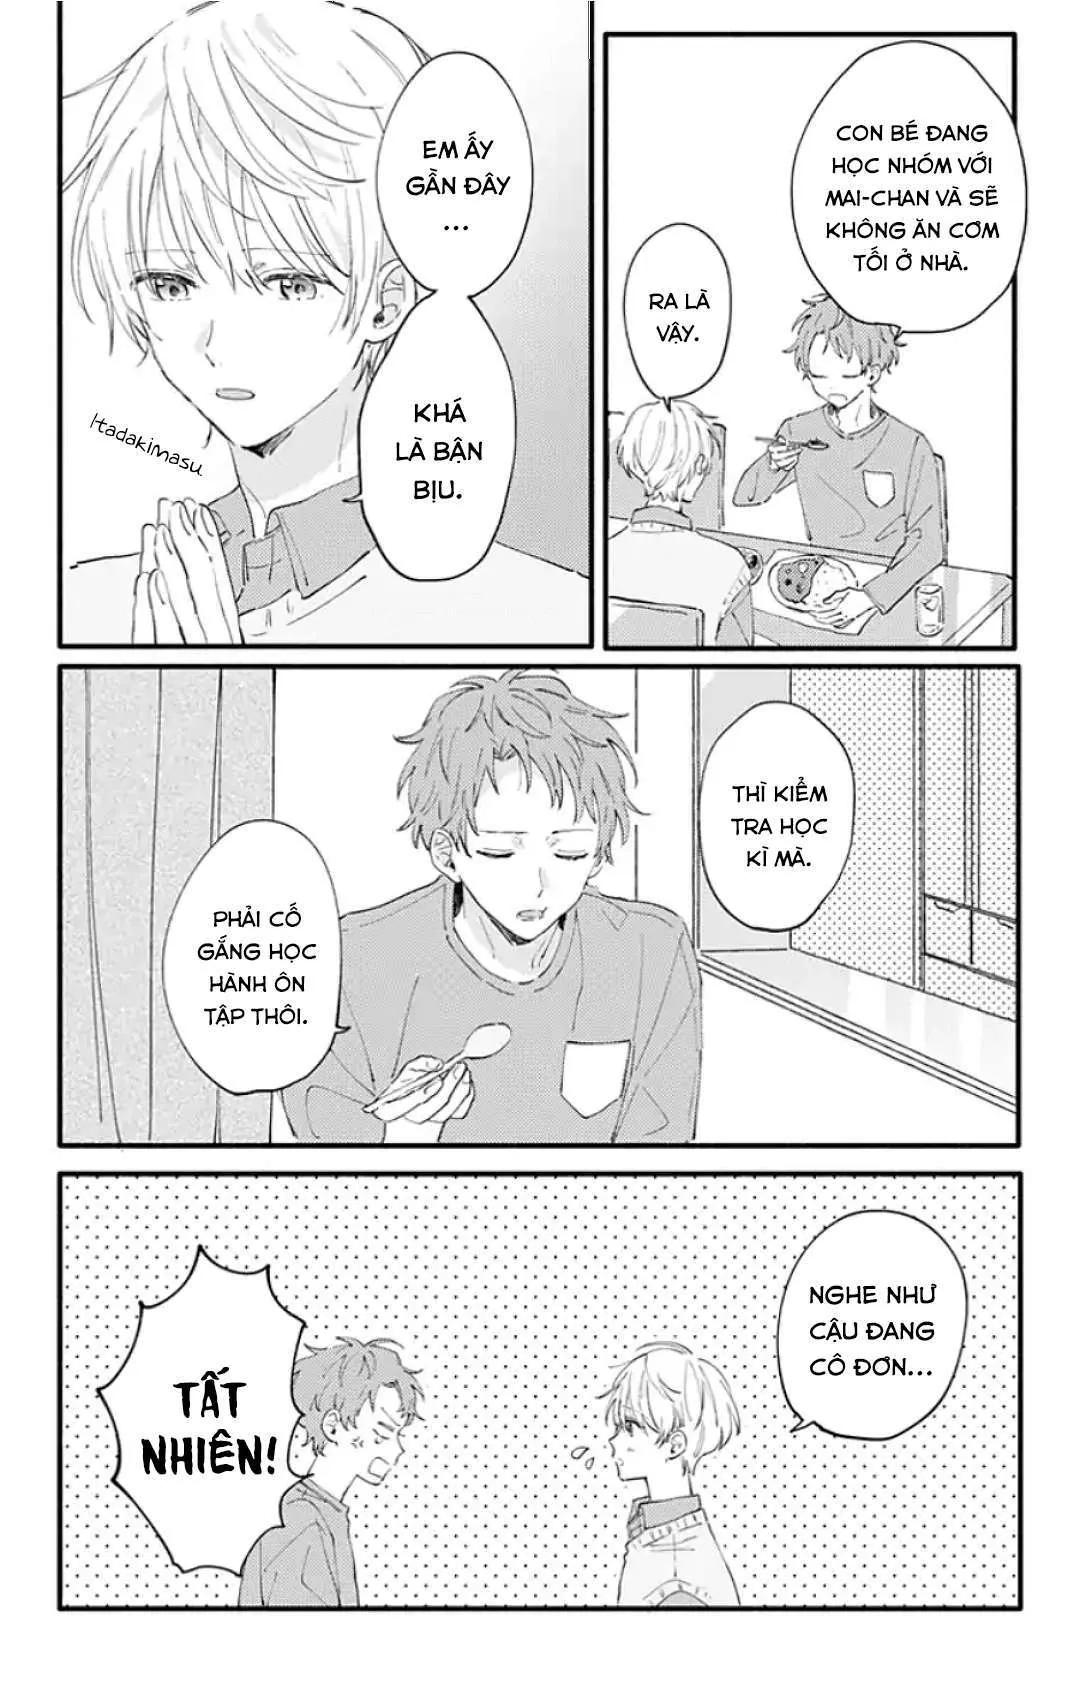 CON BÉ ĐANG
HỌC NHÓM VỚI
MAI-CHAN VÀ SẼ
KHÔNG ĂN CƠM
TỐI Ở NHÀ.
RA LÀ
VẬY.
EM ẤY
GẦN ĐÂY
...
KHÁ
LÀ BẬN
BỊU.
Itadakimasu
THÌ KIỂM
TRA HỌC
KÌ MÀ.
PHẢI CỐ
GẮNG HỌC
HÀNH ÔN
TẬP THÔI.
NGHE NHƯ
CẬU ĐANG
CÔ ĐƠN...
TẤT
NHIÊN!